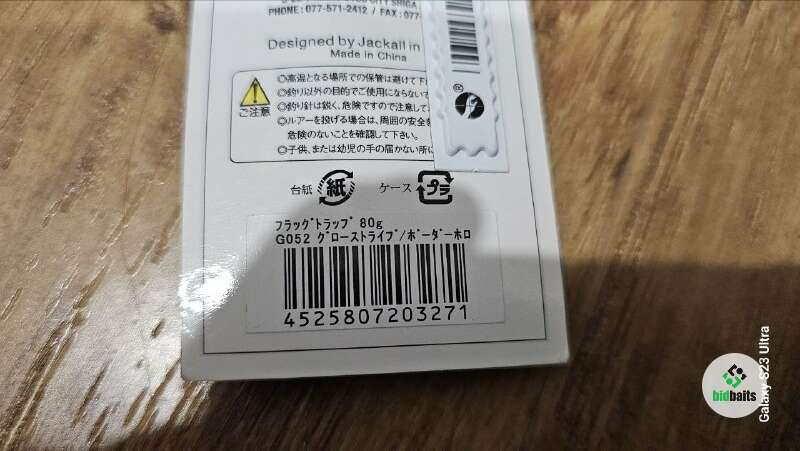 CITY SHIGA
PHONE : 077-571-2412 / FAX : 077-
Designed by Jackall in
Made in China
ご注意
◎高温となる場所での保管は避けて下
◎釣り以外の目的でご使用にならない
◎釣り針は鋭く、危険ですので注意して
◎ルアーを投げる場合は、周囲の安全を
危険のないことを確認して下さい。
◎子供、または幼児の手の届かない所に
台紙 紙 ケース プラ
フラッグトラップ 80g
G052 グローストライプ/ボーダーホロ
4525807203271
bidbaits
Galaxy S23 Ultra